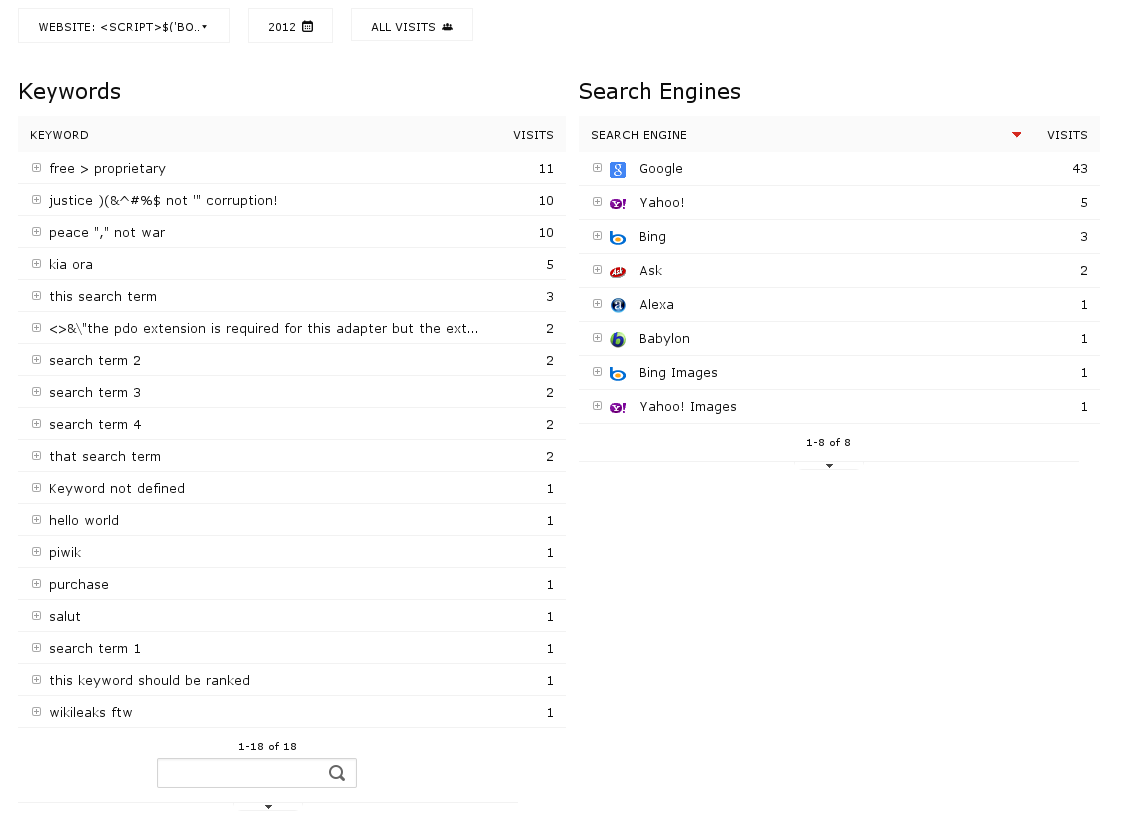 WEBSITE: <SCRIPT>$('BO..
2012
ALL VISITS
Keywords
KEYWORD VISITS
free > proprietary 11
justice )(&^#%$ not '" corruption! 10
peace "," not war 10
kia ora 5
this search term 3
<>&\"the pdo extension is required for this adapter but the ext... 2
search term 2 2
search term 3 2
search term 4 2
that search term 2
Keyword not defined 1
hello world 1
piwik 1
purchase 1
salut 1
search term 1 1
this keyword should be ranked 1
wikileaks ftw 1
1-18 of 18
Search Engines
SEARCH ENGINE VISITS
Google 43
Yahoo! 5
Bing 3
Ask 2
Alexa 1
Babylon 1
Bing Images 1
Yahoo! Images 1
1-8 of 8